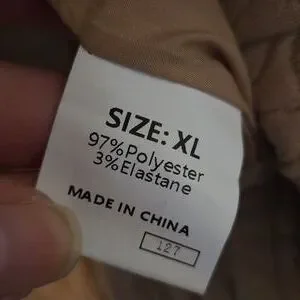 SIZE: XL
97%Polyester
3%Elastane
MADE IN CHINA
127